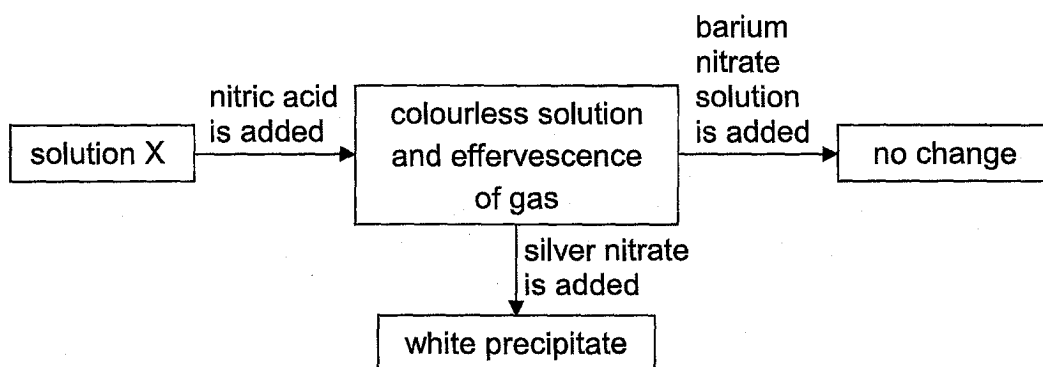 solution X
nitric acid
is added
colourless solution
and effervescence
of gas
barium
nitrate
solution
is added
no change
silver nitrate
is added
white precipitate